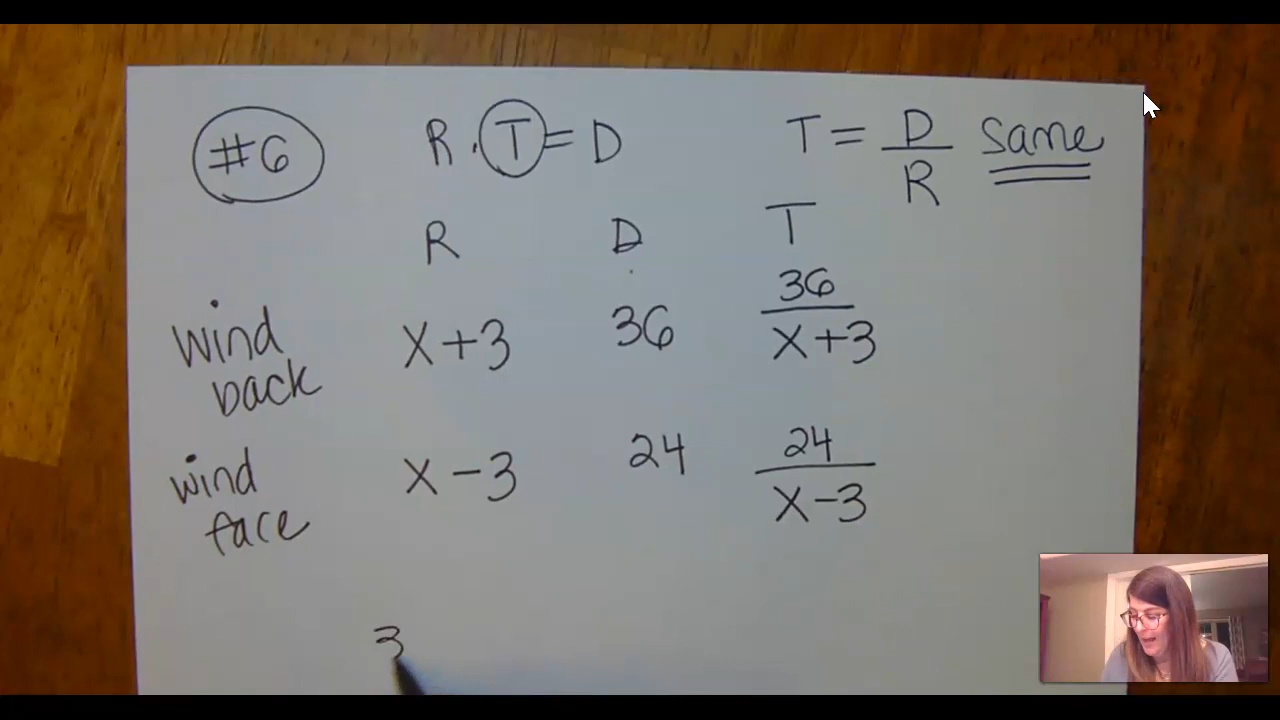 #6 R · T = D T = D/R same
R D T
wind back x+3 36 36/x+3
wind face x-3 24 24/x-3
3